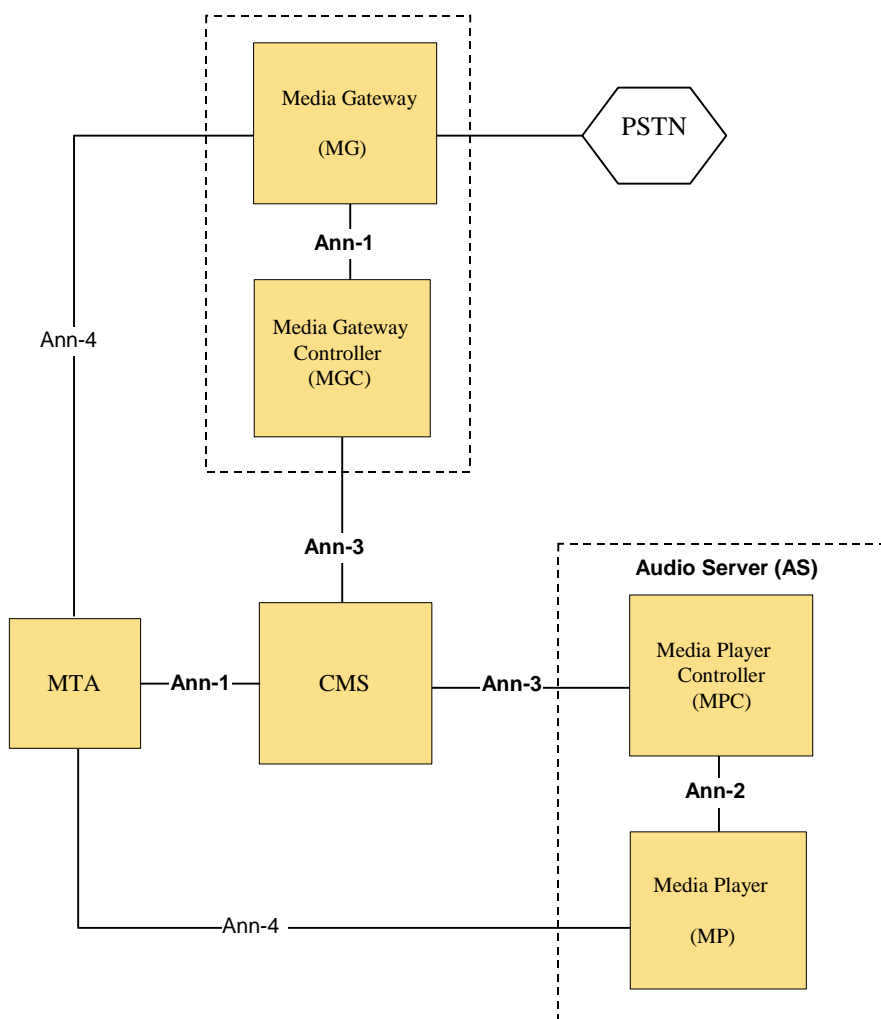 Media Gateway
(MG)
PSTN
Ann-1
Media Gateway
Controller
(MGC)
Ann-4
Ann-3
Audio Server (AS)
MTA
Ann-1
CMS
Ann-3
Media Player
Controller
(MPC)
Ann-2
Media Player
(MP)
Ann-4